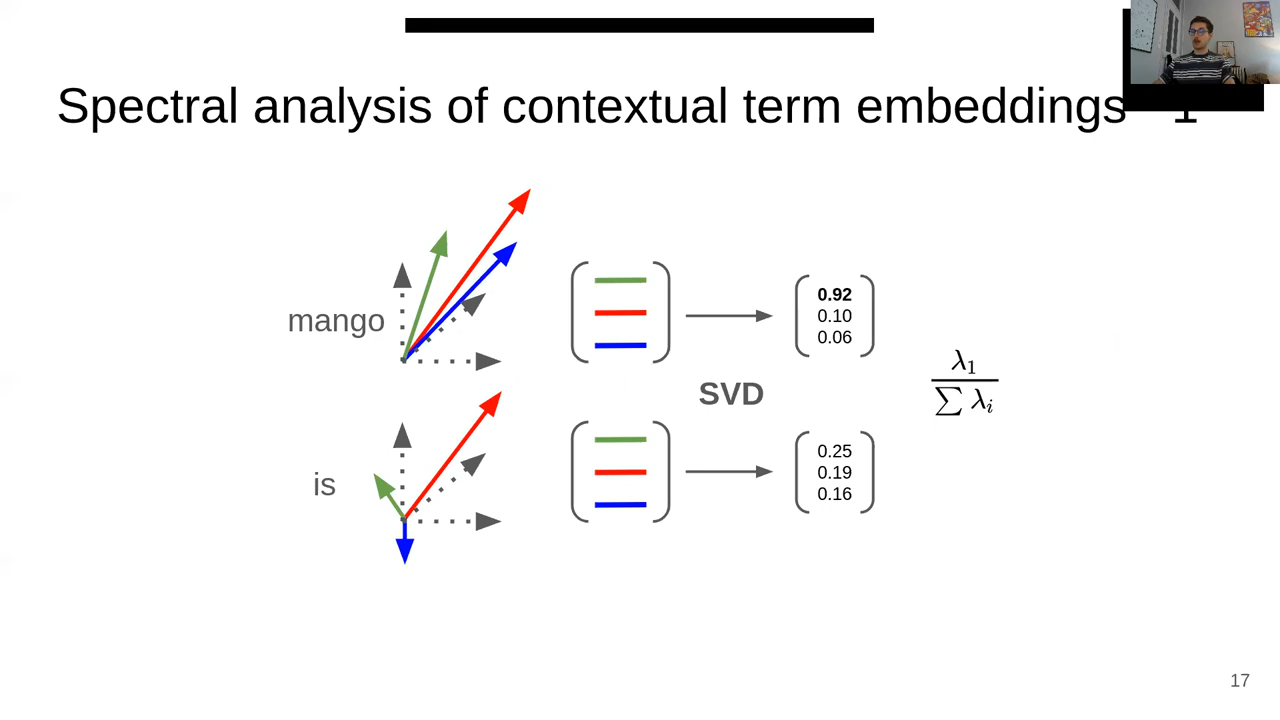 Spectral analysis of contextual term embeddings - 1
mango
0.92
0.10
0.06
SVD
λ₁
∑ λᵢ
is
0.25
0.19
0.16
17